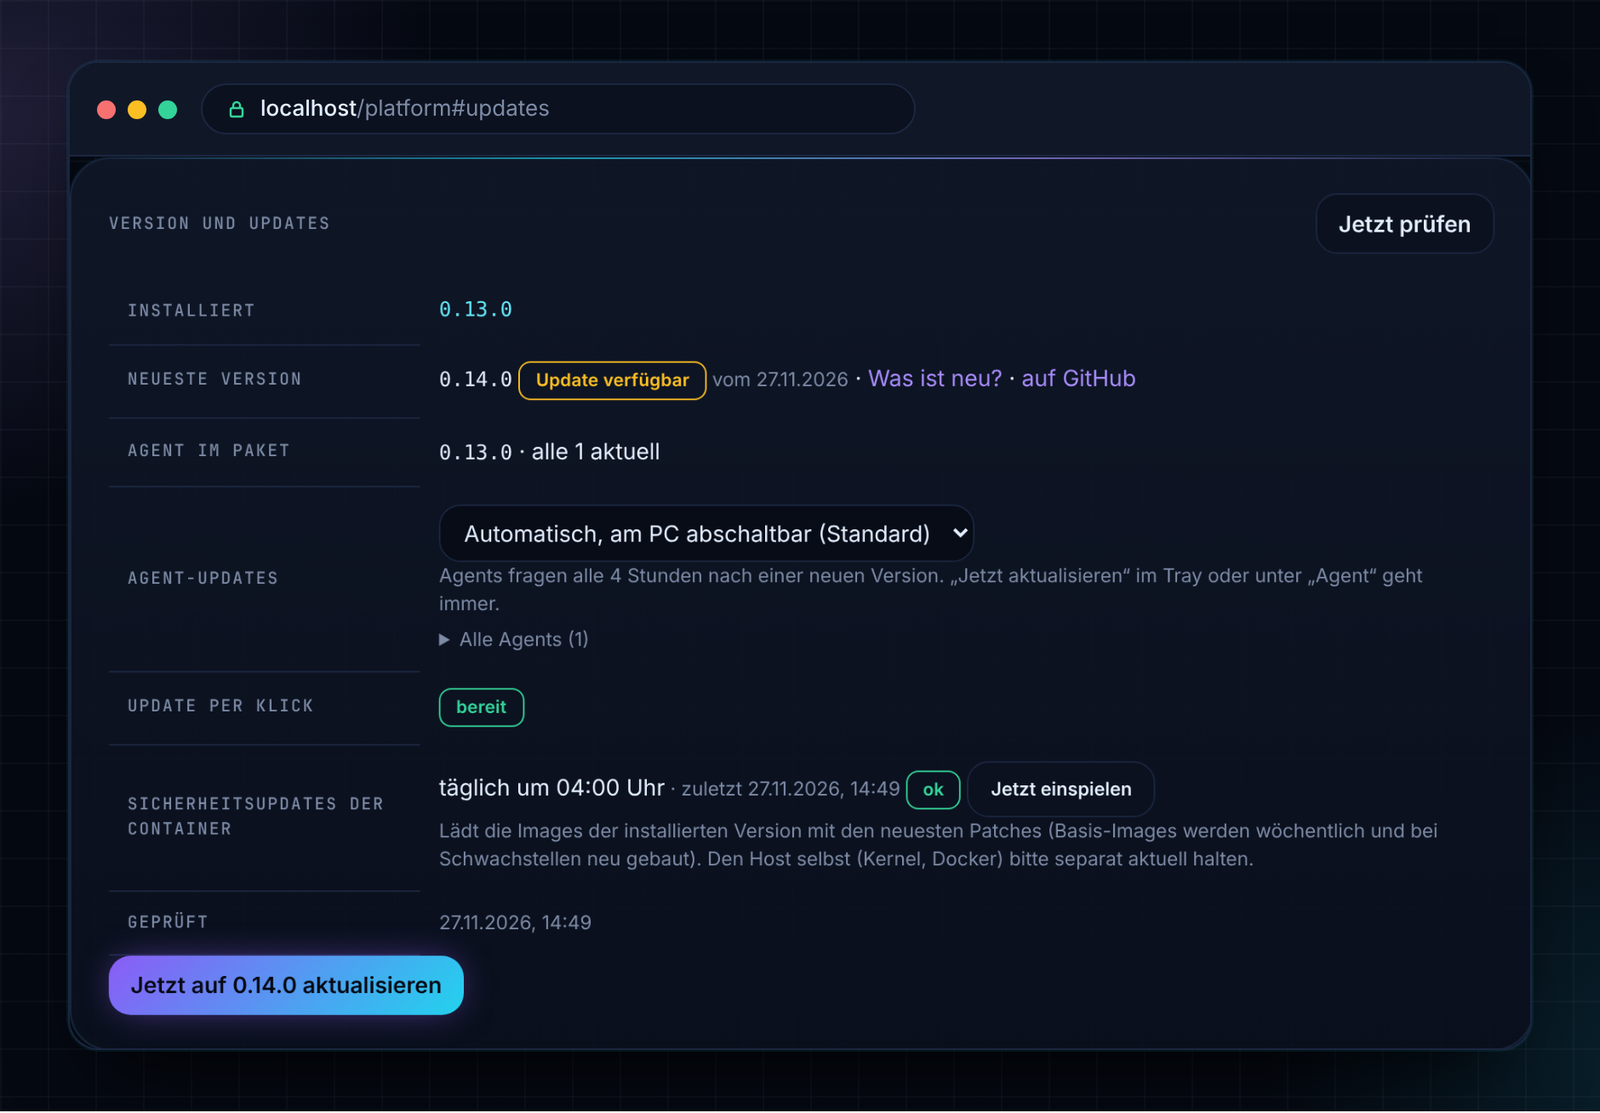 localhost/platform#updates
VERSION UND UPDATES
Jetzt prüfen
INSTALLIERT
0.13.0
NEUESTE VERSION
0.14.0 Update verfügbar vom 27.11.2026 · Was ist neu? · auf GitHub
AGENT IM PAKET
0.13.0 · alle 1 aktuell
AGENT-UPDATES
Automatisch, am PC abschaltbar (Standard)
Agents fragen alle 4 Stunden nach einer neuen Version. „Jetzt aktualisieren“ im Tray oder unter „Agent“ geht
immer.
Alle Agents (1)
UPDATE PER KLICK
bereit
SICHERHEITSUPDATES DER
CONTAINER
täglich um 04:00 Uhr · zuletzt 27.11.2026, 14:49 ok Jetzt einspielen
Lädt die Images der installierten Version mit den neuesten Patches (Basis-Images werden wöchentlich und bei
Schwachstellen neu gebaut). Den Host selbst (Kernel, Docker) bitte separat aktuell halten.
GEPRÜFT
27.11.2026, 14:49
Jetzt auf 0.14.0 aktualisieren